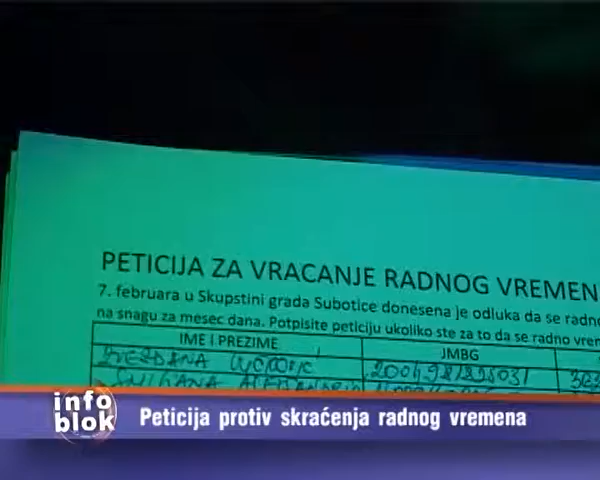 PETICIJA ZA VRACANJE RADNOG VREMEN
7. februara u Skupstini grada Subotice donesena je odluka da se radno
na snagu za mesec dana. Potpisite peticiju ukoliko ste za to da se radno vrem
IME I PREZIME JMBG
info
blok
Peticija protiv skraćenja radnog vremena